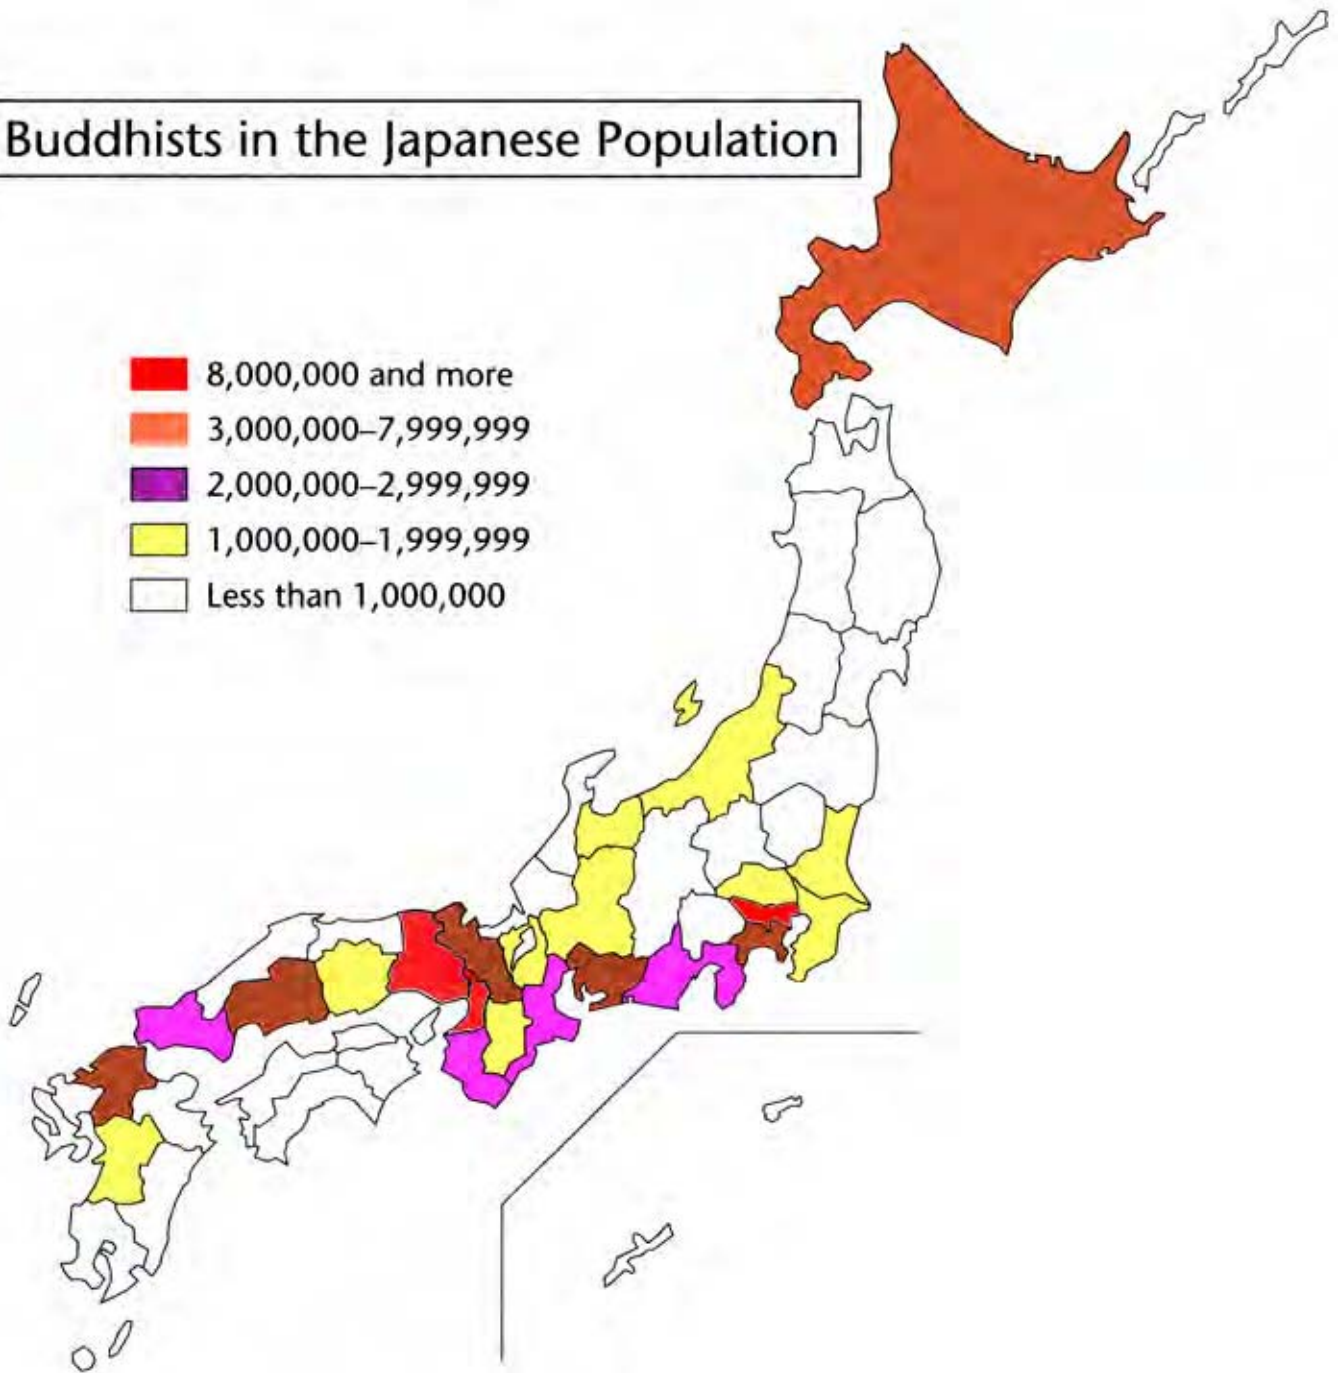 Buddhists in the Japanese Population
8,000,000 and more
3,000,000–7,999,999
2,000,000–2,999,999
1,000,000–1,999,999
Less than 1,000,000